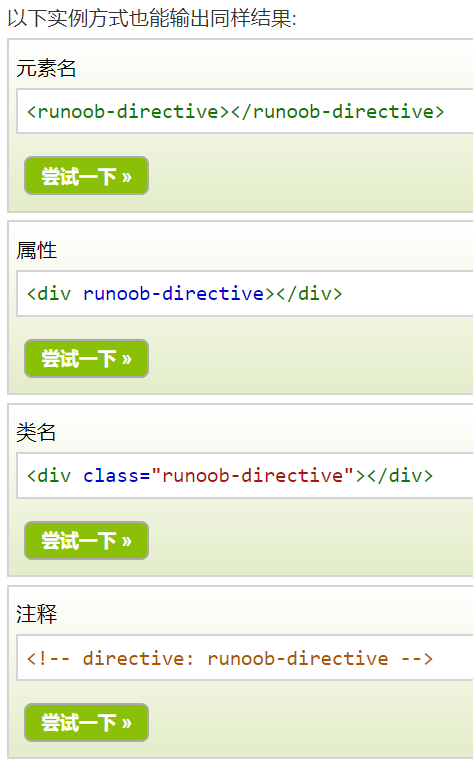 以下实例方式也能输出同样结果:
元素名
<runoob-directive></runoob-directive>
尝试一下 »
属性
<div runoob-directive></div>
尝试一下 »
类名
<div class="runoob-directive"></div>
尝试一下 »
注释
<!-- directive: runoob-directive -->
尝试一下 »